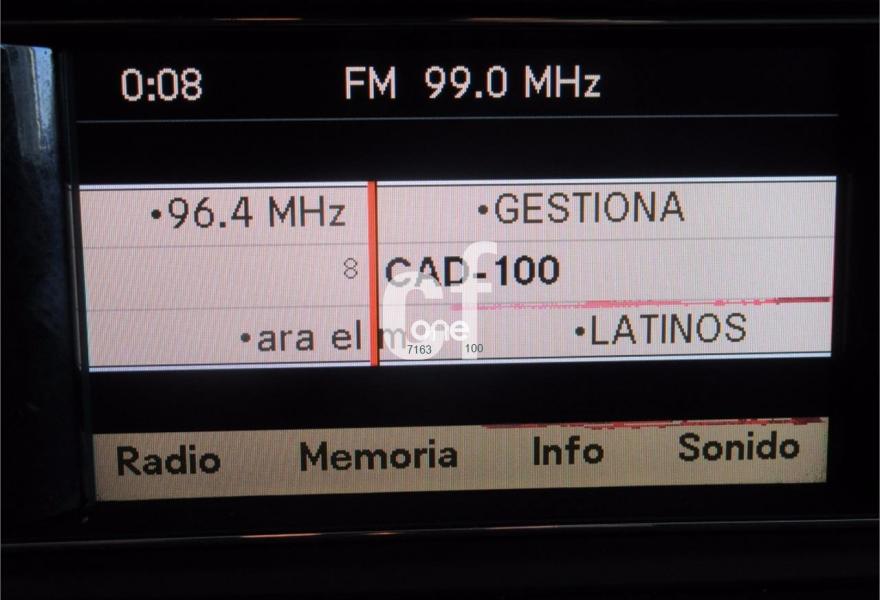 0:08 FM 99.0 MHz
•96.4 MHz •GESTIONA
8 CAD-100
•ara el m •LATINOS
cf one
7163 100
Radio Memoria Info Sonido